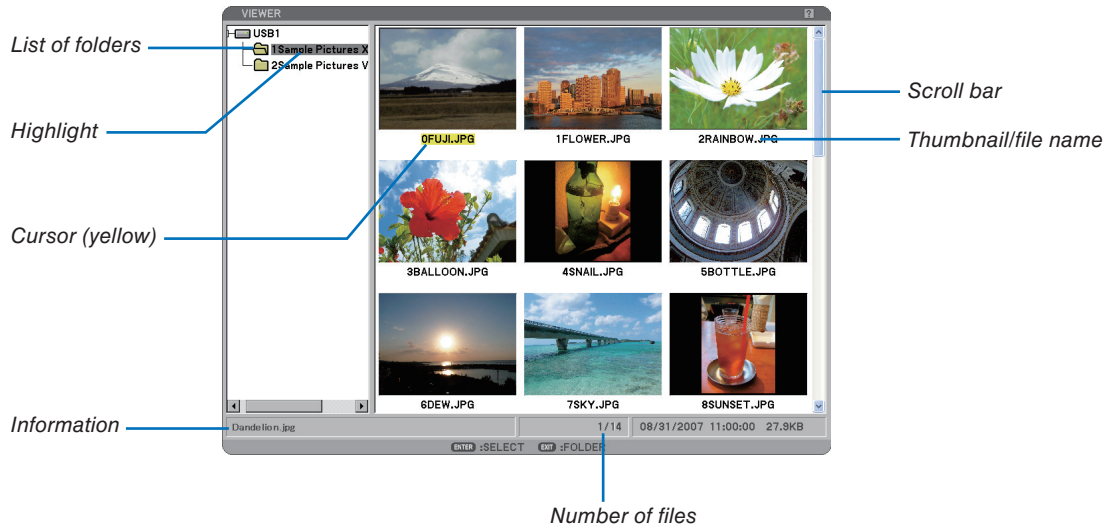 VIEWER ?
List of folders
Highlight
Cursor (yellow)
Information
USB1
1Sample Pictures X
2Sample Pictures V
0FUJI.JPG 1FLOWER.JPG 2RAINBOW.JPG
3BALLOON.JPG 4SNAIL.JPG 5BOTTLE.JPG
6DEW.JPG 7SKY.JPG 8SUNSET.JPG
Scroll bar
Thumbnail/file name
Dandelion.jpg 1/14 08/31/2007 11:00:00 27.9KB
ENTER :SELECT EXIT :FOLDER
Number of files